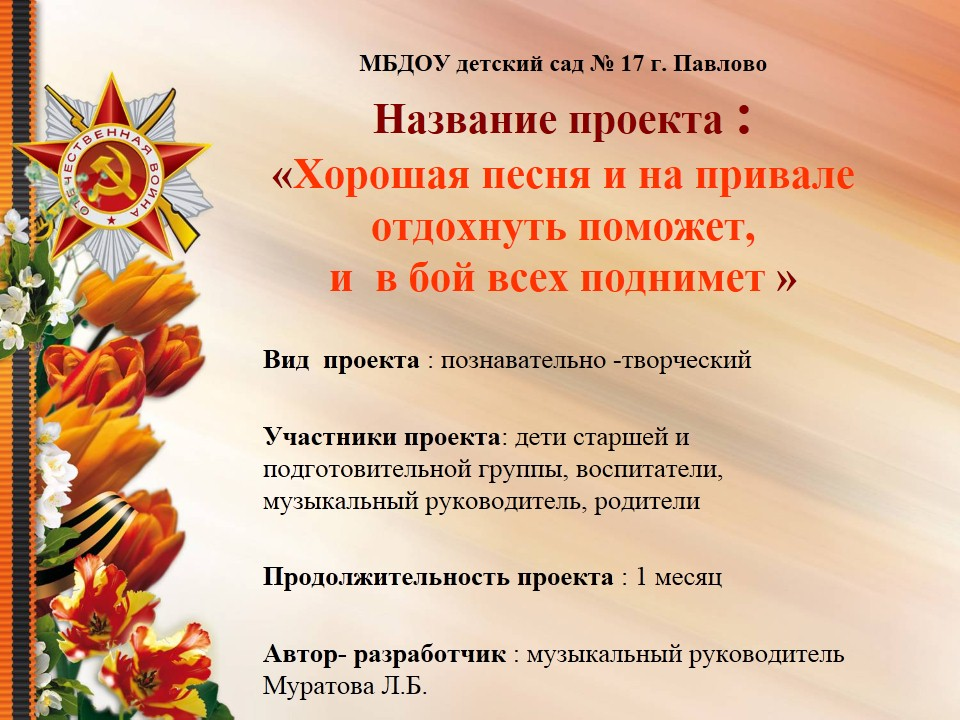 МБДОУ детский сад № 17 г. Павлово
ОТЕЧЕСТВЕННАЯ ВОЙНА
Название проекта :
«Хорошая песня и на привале
отдохнуть поможет,
и в бой всех поднимет »
Вид проекта : познавательно -творческий
Участники проекта: дети старшей и
подготовительной группы, воспитатели,
музыкальный руководитель, родители
Продолжительность проекта : 1 месяц
Автор- разработчик : музыкальный руководитель
Муратова Л.Б.